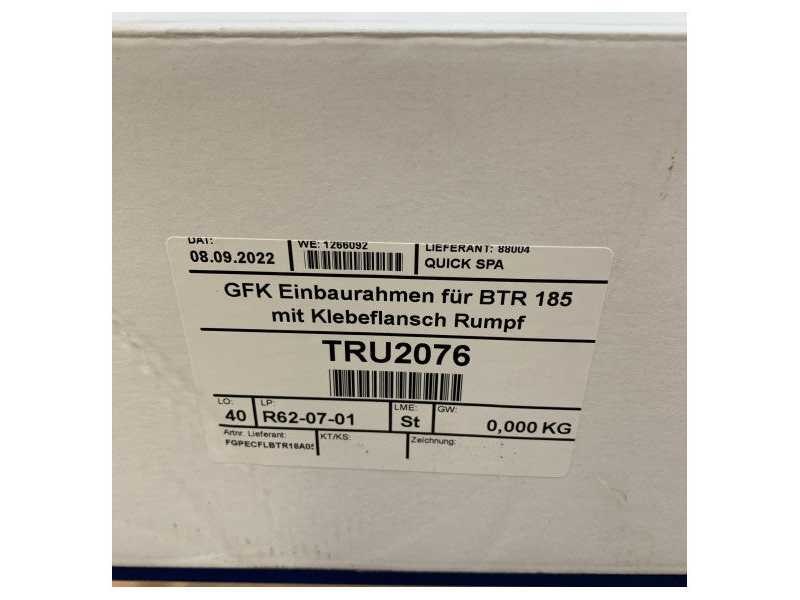 DAT: WE: 1266092 LIEFERANT: 88004
08.09.2022 QUICK SPA
GFK Einbaurahmen für BTR 185
mit Klebeflansch Rumpf
TRU2076
LO: LP: LME: GW:
40 R62-07-01 St 0,000 KG
Artnr. Lieferant: KT/KS: Zeichnung: